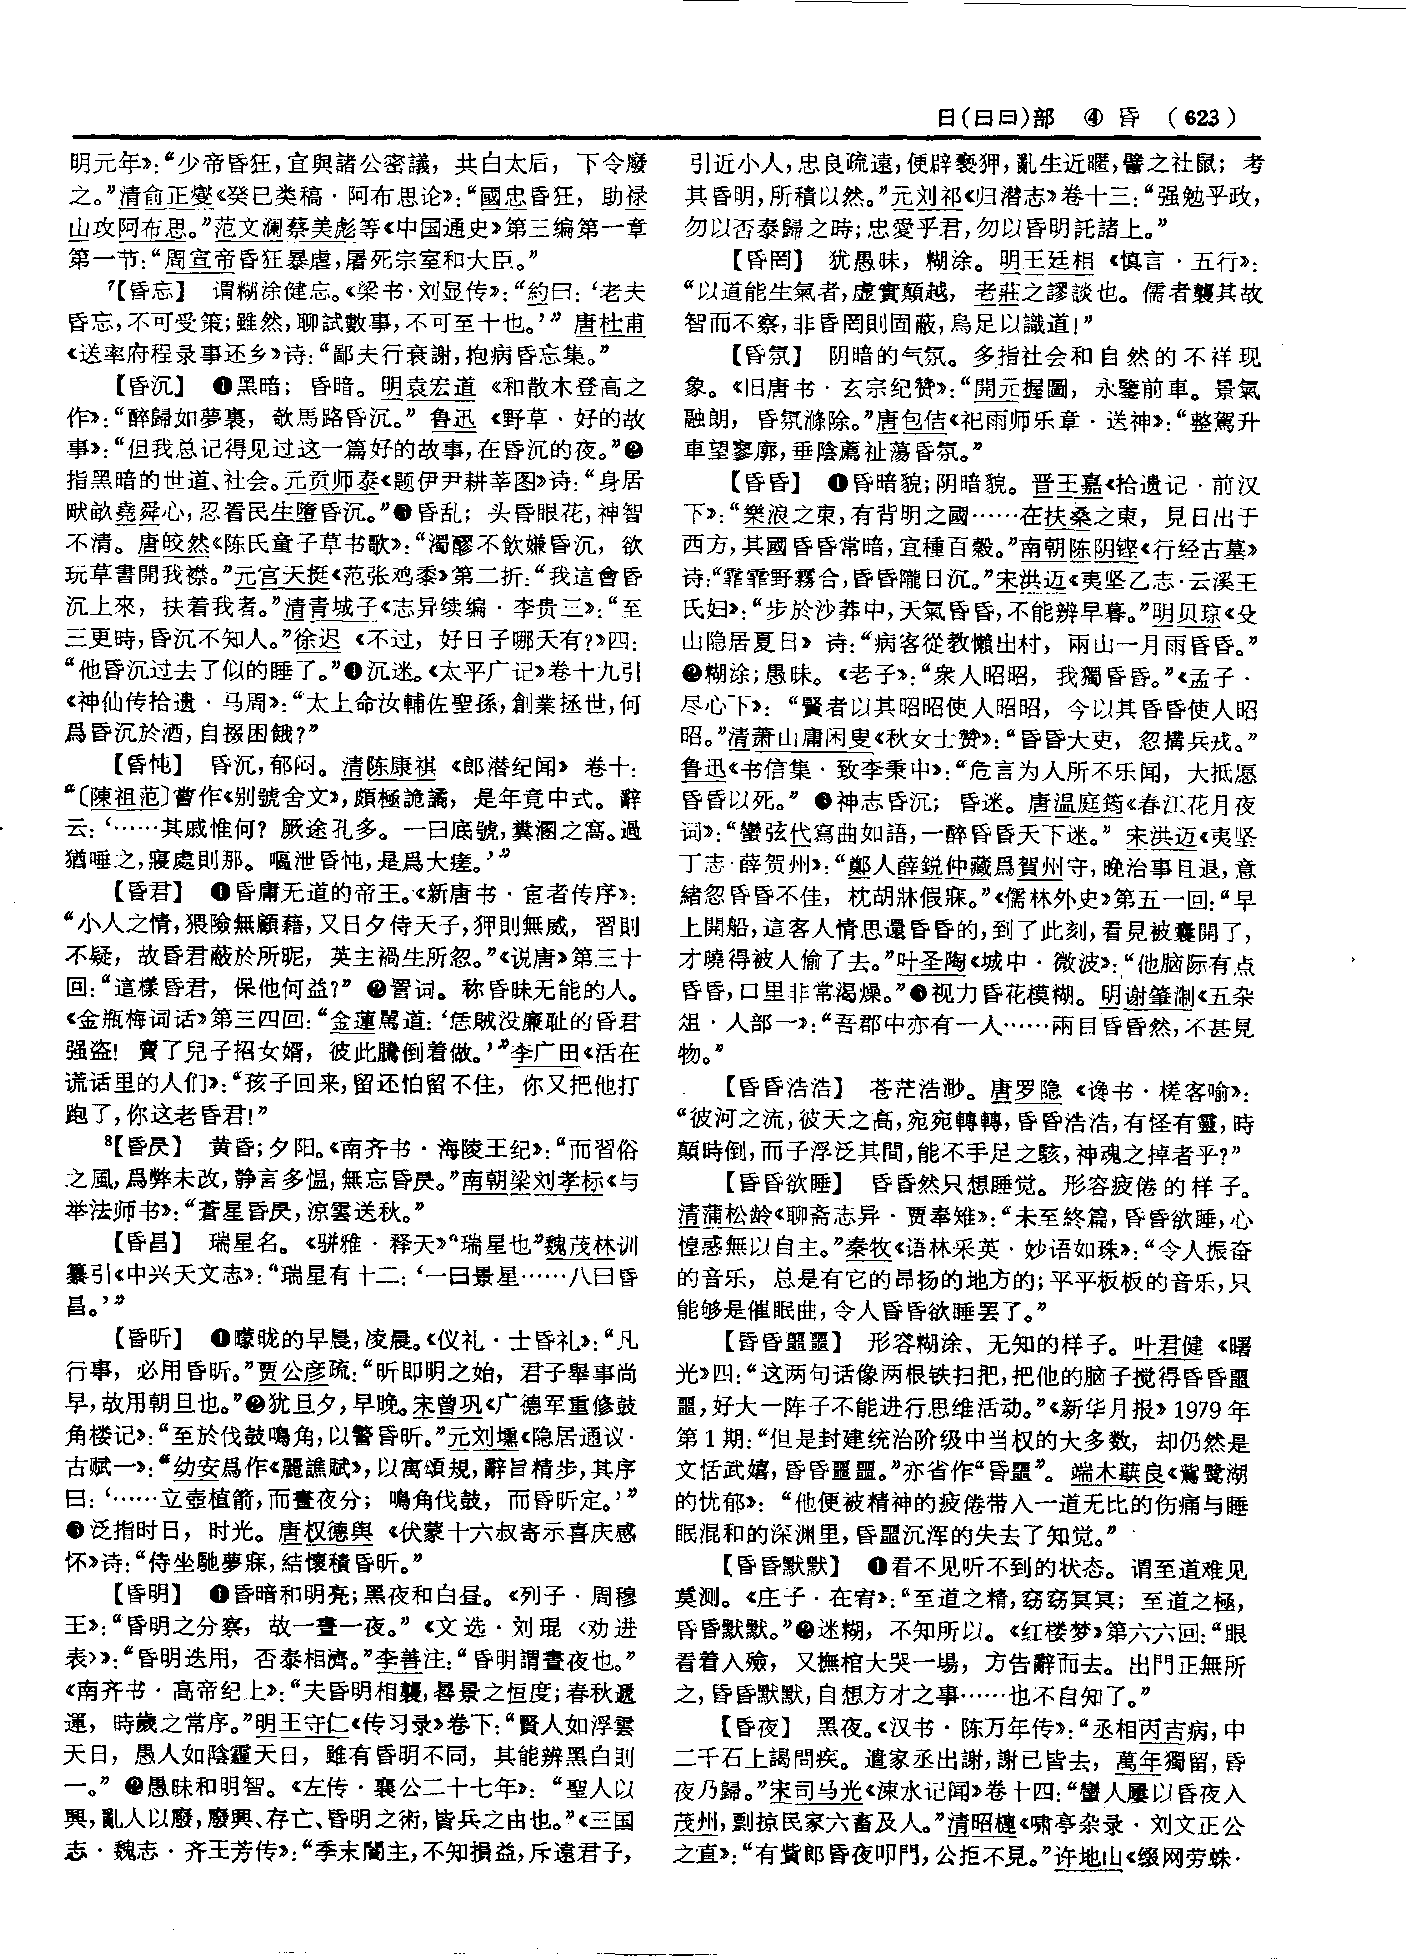 日(日曰)部　④ 昏　(623)
明元年》：“少帝昏狂，宜與諸公密議，共白太后，下令廢
之。”清俞正燮《癸巳类稿·阿布思论》：“國忠昏狂，助禄
山攻阿布思。”范文澜蔡美彪等《中国通史》第三编第一章
第一节：“周宣帝昏狂暴虐，屠死宗室和大臣。”
⁷【昏忘】　谓糊涂健忘。《梁书·刘显传》：“約曰：‘老夫
昏忘，不可受策；雖然，聊試數事，不可至十也。’”唐杜甫
《送率府程录事还乡》诗：“鄙夫行衰謝，抱病昏忘集。”
【昏沉】　❶黑暗；昏暗。明袁宏道《和散木登高之
作》：“醉歸如夢裏，欹馬路昏沉。”鲁迅《野草·好的故
事》：“但我总记得见过这一篇好的故事，在昏沉的夜。”❷
指黑暗的世道、社会。元贡师泰《题伊尹耕莘图》诗：“身居
畎畝堯舜心，忍看民生墮昏沉。”❸昏乱；头昏眼花，神智
不清。唐皎然《陈氏童子草书歌》：“濁醪不飲嫌昏沉，欲
玩草書開我襟。”元宫天挺《范张鸡黍》第二折：“我這會昏
沉上來，扶着我者。”清青城子《志异续编·李贵三》：“至
三更時，昏沉不知人。”徐迟《不过，好日子哪天有？》四：
“他昏沉过去了似的睡了。”❹沉迷。《太平广记》卷十九引
《神仙传拾遗·马周》：“太上命汝輔佐聖孫，創業拯世，何
爲昏沉於酒，自掇困餓？”
【昏忳】　昏沉，郁闷。清陈康祺《郎潜纪闻》卷十：
“〔陳祖范〕嘗作《别號舍文》，頗極詭譎，是年竟中式。辭
云：‘……其戚惟何？厥途孔多。一曰底號，糞溷之窩。過
猶唾之，寢處則那。嘔泄昏忳，是爲大瘥。’”
【昏君】　❶昏庸无道的帝王。《新唐书·宦者传序》：
“小人之情，猥險無顧藉，又日夕侍天子，狎則無威，習則
不疑，故昏君蔽於所昵，英主禍生所忽。”《说唐》第三十
回：“這樣昏君，保他何益？”❷詈词。称昏昧无能的人。
《金瓶梅词话》第三四回：“金蓮駡道：‘恁賊没廉耻的昏君
强盗！賣了兒子招女婿，彼此騰倒着做。’”李广田《活在
谎话里的人们》：“孩子回来，留还怕留不住，你又把他打
跑了，你这老昏君！”
⁸【昏昃】　黄昏；夕阳。《南齐书·海陵王纪》：“而習俗
之風，爲弊未改，静言多愠，無忘昏昃。”南朝梁刘孝标《与
举法师书》：“蒼星昏昃，涼雲送秋。”
【昏昌】　瑞星名。《骈雅·释天》“瑞星也”魏茂林训
纂引《中兴天文志》：“瑞星有十二：‘一曰景星……八曰昏
昌。’”
【昏昕】　❶曚昽的早晨，凌晨。《仪礼·士昏礼》：“凡
行事，必用昏昕。”贾公彦疏：“昕即明之始，君子舉事尚
早，故用朝旦也。”❷犹旦夕，早晚。宋曾巩《广德军重修鼓
角楼记》：“至於伐鼓鳴角，以警昏昕。”元刘壎《隐居通议·
古赋一》：“幼安爲作《麗譙賦》，以寓頌規，辭旨精步，其序
曰：‘……立壺植箭，而晝夜分；鳴角伐鼓，而昏昕定。’”
❸泛指时日，时光。唐权德舆《伏蒙十六叔寄示喜庆感
怀》诗：“侍坐馳夢寐，結懷積昏昕。”
【昏明】　❶昏暗和明亮；黑夜和白昼。《列子·周穆
王》：“昏明之分察，故一晝一夜。”《文选·刘琨〈劝进
表〉》：“昏明迭用，否泰相濟。”李善注：“昏明謂晝夜也。”
《南齐书·高帝纪上》：“夫昏明相襲，晷景之恒度；春秋遞
運，時歲之常序。”明王守仁《传习录》卷下：“賢人如浮雲
天日，愚人如陰霾天日，雖有昏明不同，其能辨黑白則
一。”❷愚昧和明智。《左传·襄公二十七年》：“聖人以
興，亂人以廢，廢興、存亡、昏明之術，皆兵之由也。”《三国
志·魏志·齐王芳传》：“季末闇主，不知損益，斥遠君子，
引近小人，忠良疏遠，便辟褻狎，亂生近暱，譬之社鼠；考
其昏明，所積以然。”元刘祁《归潜志》卷十三：“强勉乎政，
勿以否泰歸之時；忠愛乎君，勿以昏明託諸上。”
【昏罔】　犹愚昧，糊涂。明王廷相《慎言·五行》：
“以道能生氣者，虚實顛越，老莊之謬談也。儒者襲其故
智而不察，非昏罔則固蔽，烏足以識道！”
【昏氛】　阴暗的气氛。多指社会和自然的不祥现
象。《旧唐书·玄宗纪赞》：“開元握圖，永鑒前車。景氣
融朗，昏氛滌除。”唐包佶《祀雨师乐章·送神》：“整駕升
車望寥廓，垂陰薦祉蕩昏氛。”
【昏昏】　❶昏暗貌；阴暗貌。晋王嘉《拾遗记·前汉
下》：“樂浪之東，有背明之國……在扶桑之東，見日出于
西方，其國昏昏常暗，宜種百穀。”南朝陈阴铿《行经古墓》
诗：“霏霏野霧合，昏昏隴日沉。”宋洪迈《夷坚乙志·云溪王
氏妇》：“步於沙莽中，天氣昏昏，不能辨早暮。”明贝琼《殳
山隐居夏日》诗：“病客從教懶出村，兩山一月雨昏昏。”
❷糊涂；愚昧。《老子》：“衆人昭昭，我獨昏昏。”《孟子·
尽心下》：“賢者以其昭昭使人昭昭，今以其昏昏使人昭
昭。”清萧山庸闲叟《秋女士赞》：“昏昏大吏，忽搆兵戎。”
鲁迅《书信集·致李秉中》：“危言为人所不乐闻，大抵愿
昏昏以死。”❸神志昏沉；昏迷。唐温庭筠《春江花月夜
词》：“蠻弦代寫曲如語，一醉昏昏天下迷。”宋洪迈《夷坚
丁志·薛贺州》：“鄭人薛鋭仲藏爲賀州守，晚治事且退，意
緒忽昏昏不佳，枕胡牀假寐。”《儒林外史》第五一回：“早
上開船，這客人情思還昏昏的，到了此刻，看見被囊開了，
才曉得被人偷了去。”叶圣陶《城中·微波》：“他脑际有点
昏昏，口里非常渴燥。”❹视力昏花模糊。明谢肇淛《五杂
俎·人部一》：“吾郡中亦有一人……兩目昏昏然，不甚見
物。”
【昏昏浩浩】　苍茫浩渺。唐罗隐《谗书·槎客喻》：
“彼河之流，彼天之高，宛宛轉轉，昏昏浩浩，有怪有靈，時
顛時倒，而子浮泛其間，能不手足之駭，神魂之掉者乎？”
【昏昏欲睡】　昏昏然只想睡觉。形容疲倦的样子。
清蒲松龄《聊斋志异·贾奉雉》：“未至終篇，昏昏欲睡，心
惶惑無以自主。”秦牧《语林采英·妙语如珠》：“令人振奋
的音乐，总是有它的昂扬的地方的；平平板板的音乐，只
能够是催眠曲，令人昏昏欲睡罢了。”
【昏昏噩噩】　形容糊涂、无知的样子。叶君健《曙
光》四：“这两句话像两根铁扫把，把他的脑子搅得昏昏噩
噩，好大一阵子不能进行思维活动。”《新华月报》1979年
第1期：“但是封建统治阶级中当权的大多数，却仍然是
文恬武嬉，昏昏噩噩。”亦省作“昏噩”。端木蕻良《鴜鹭湖
的忧郁》：“他便被精神的疲倦带入一道无比的伤痛与睡
眠混和的深渊里，昏噩沉浑的失去了知觉。”
【昏昏默默】　❶看不见听不到的状态。谓至道难见
莫测。《庄子·在宥》：“至道之精，窈窈冥冥；至道之極，
昏昏默默。”❷迷糊，不知所以。《红楼梦》第六六回：“眼
看着入殮，又撫棺大哭一場，方告辭而去。出門正無所
之，昏昏默默，自想方才之事……也不自知了。”
【昏夜】　黑夜。《汉书·陈万年传》：“丞相丙吉病，中
二千石上謁問疾。遣家丞出謝，謝已皆去，萬年獨留，昏
夜乃歸。”宋司马光《涑水记闻》卷十四：“蠻人屢以昏夜入
茂州，剽掠民家六畜及人。”清昭槤《啸亭杂录·刘文正公
之直》：“有貲郎昏夜叩門，公拒不見。”许地山《缀网劳蛛·